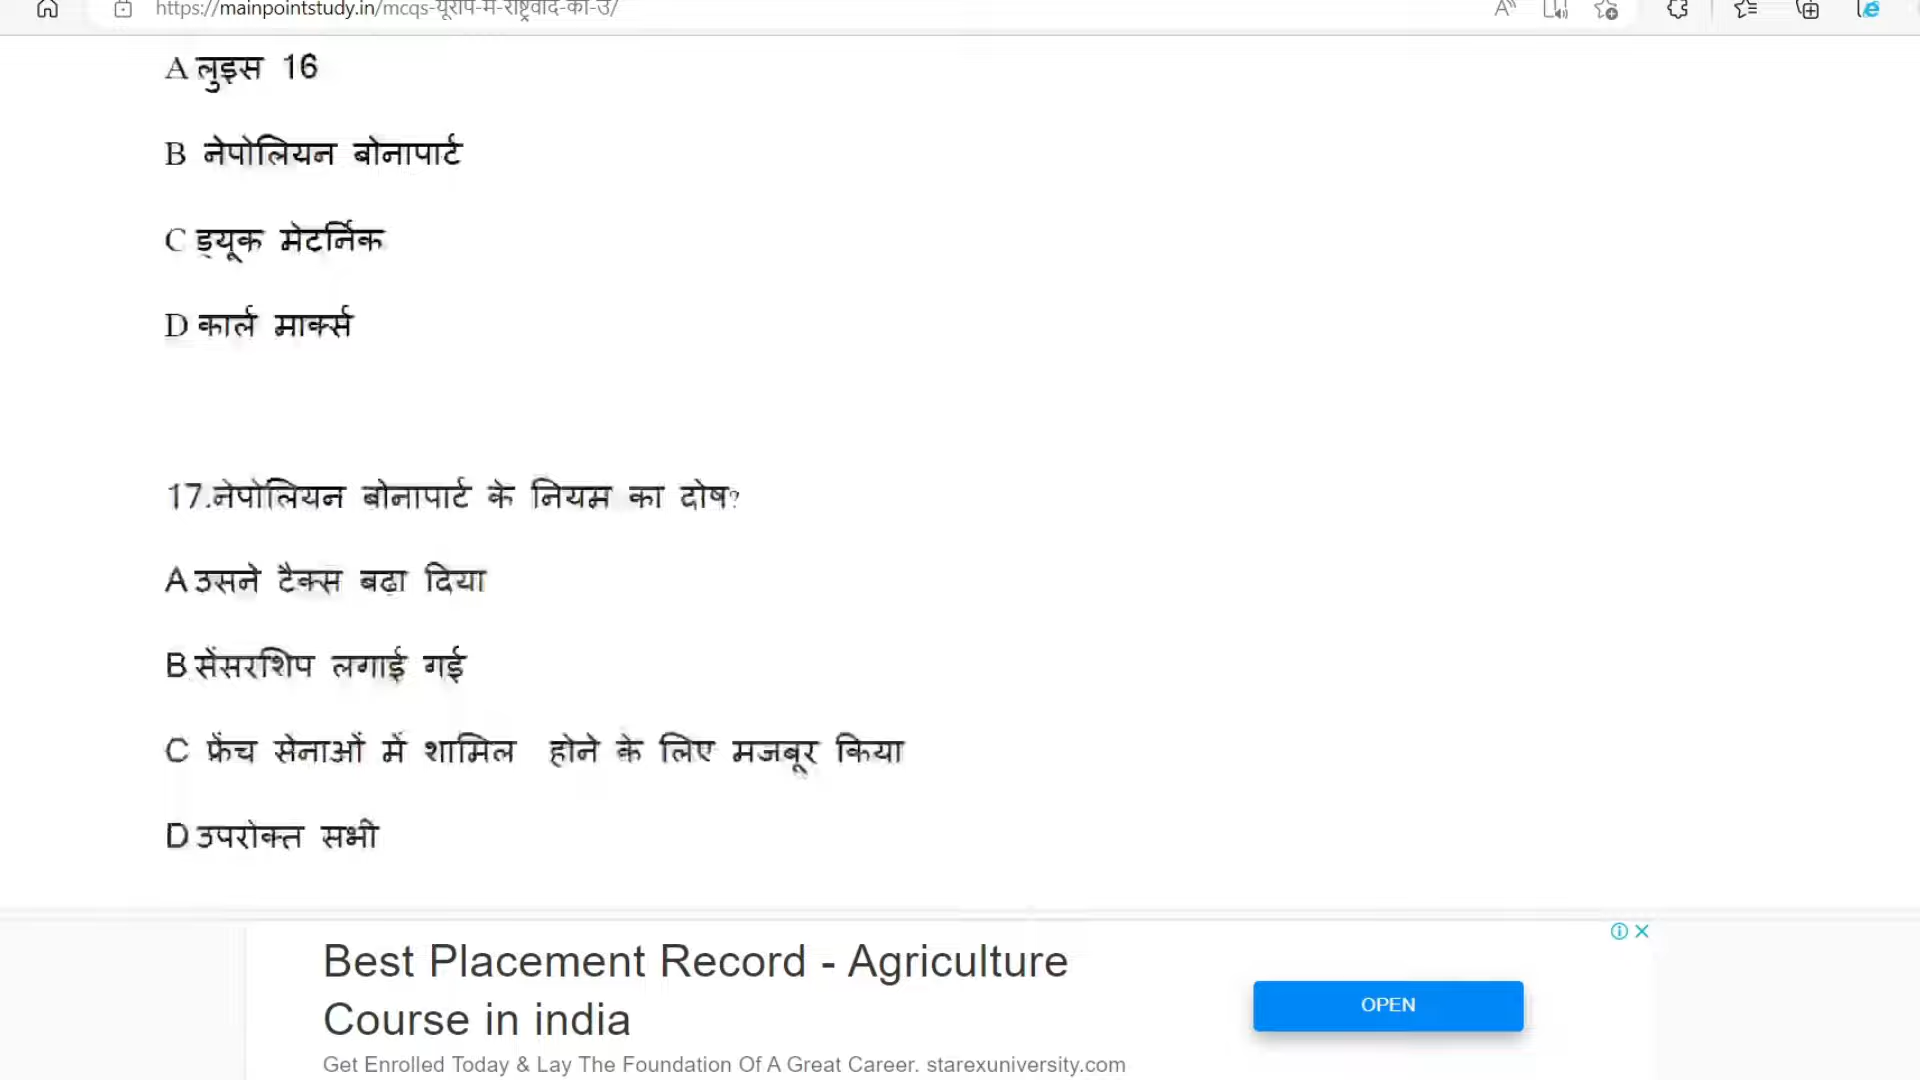 https://mainpointstudy.in/mcqs-यूरोप-में-राष्ट्रवाद-का-उ/
A लुइस 16
B नेपोलियन बोनापार्ट
C ड्यूक मेटर्निक
D कार्ल मार्क्स
17.नेपोलियन बोनापार्ट के नियम का दोष?
A उसने टैक्स बढ़ा दिया
B सेंसरशिप लगाई गई
C फ्रेंच सेनाओं में शामिल होने के लिए मजबूर किया
D उपरोक्त सभी
Best Placement Record - Agriculture
Course in india
OPEN
Get Enrolled Today & Lay The Foundation Of A Great Career. starexuniversity.com